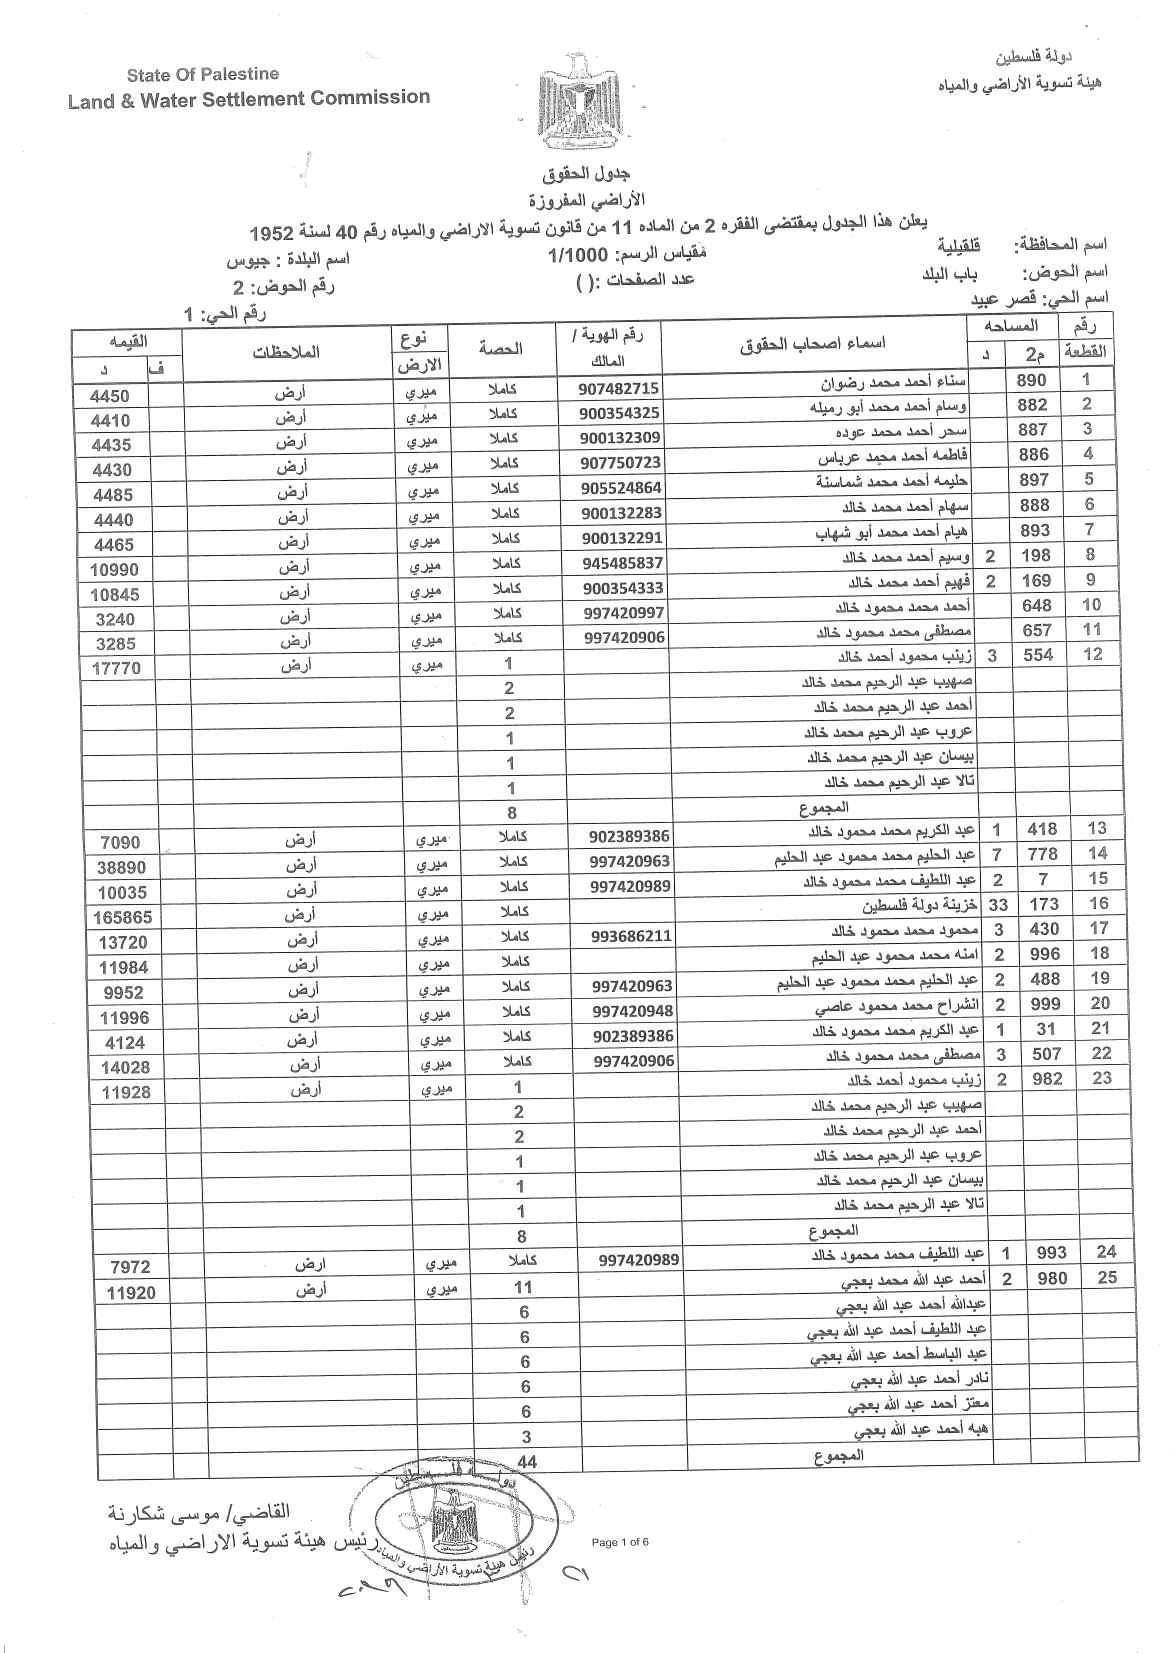 State Of Palestine
Land & Water Settlement Commission
دولة فلسطين
هيئة تسوية الأراضي والمياه
جدول الحقوق
الأراضي المفروزة
يعلن هذا الجدول بمقتضى الفقره 2 من الماده 11 من قانون تسوية الاراضي والمياه رقم 40 لسنة 1952
اسم المحافظة: قلقيلية مقياس الرسم: 1/1000 اسم البلدة : جيوس
اسم الحوض: باب البلد عدد الصفحات :( ) رقم الحوض: 2
اسم الحي: قصر عبيد رقم الحي: 1
رقم القطعة المساحه م2 د اسماء اصحاب الحقوق رقم الهوية / المالك الحصة نوع الارض الملاحظات القيمه ف د
1 890 سناء أحمد محمد رضوان 907482715 كاملا ميري أرض 4450
2 882 وسام أحمد محمد أبو رميله 900354325 كاملا ميري أرض 4410
3 887 سحر أحمد محمد عوده 900132309 كاملا ميري أرض 4435
4 886 فاطمه أحمد محمد عرباس 907750723 كاملا ميري أرض 4430
5 897 حليمه أحمد محمد شماسنة 905524864 كاملا ميري أرض 4485
6 888 سهام أحمد محمد خالد 900132283 كاملا ميري أرض 4440
7 893 هيام أحمد محمد أبو شهاب 900132291 كاملا ميري أرض 4465
8 198 2 وسيم أحمد محمد خالد 945485837 كاملا ميري أرض 10990
9 169 2 فهيم أحمد محمد خالد 900354333 كاملا ميري أرض 10845
10 648 أحمد محمد محمود خالد 997420997 كاملا ميري أرض 3240
11 657 مصطفى محمد محمود خالد 997420906 كاملا ميري أرض 3285
12 554 3 زينب محمود أحمد خالد 1 ميري أرض 17770
صهيب عبد الرحيم محمد خالد 2
أحمد عبد الرحيم محمد خالد 2
عروب عبد الرحيم محمد خالد 1
بيسان عبد الرحيم محمد خالد 1
تالا عبد الرحيم محمد خالد 1
المجموع 8
13 418 1 عبد الكريم محمد محمود خالد 902389386 كاملا ميري أرض 7090
14 778 7 عبد الحليم محمد محمود عبد الحليم 997420963 كاملا ميري أرض 38890
15 7 2 عبد اللطيف محمد محمود خالد 997420989 كاملا ميري أرض 10035
16 173 33 خزينة دولة فلسطين كاملا ميري أرض 165865
17 430 3 محمود محمد محمود خالد 993686211 كاملا ميري أرض 13720
18 996 2 امنه محمد محمود عبد الحليم كاملا ميري أرض 11984
19 488 2 عبد الحليم محمد محمود عبد الحليم 997420963 كاملا ميري أرض 9952
20 999 2 انشراح محمد محمود عاصي 997420948 كاملا ميري أرض 11996
21 31 1 عبد الكريم محمد محمود خالد 902389386 كاملا ميري أرض 4124
22 507 3 مصطفى محمد محمود خالد 997420906 كاملا ميري أرض 14028
23 982 2 زينب محمود أحمد خالد 1 ميري أرض 11928
صهيب عبد الرحيم محمد خالد 2
أحمد عبد الرحيم محمد خالد 2
عروب عبد الرحيم محمد خالد 1
بيسان عبد الرحيم محمد خالد 1
تالا عبد الرحيم محمد خالد 1
المجموع 8
24 993 1 عبد اللطيف محمد محمود خالد 997420989 كاملا ميري ارض 7972
25 980 2 أحمد عبد الله محمد بعجي 11 ميري أرض 11920
عبدالله أحمد عبد الله بعجي 6
عبد اللطيف أحمد عبد الله بعجي 6
عبد الباسط أحمد عبد الله بعجي 6
نادر أحمد عبد الله بعجي 6
معتز أحمد عبد الله بعجي 6
هبه أحمد عبد الله بعجي 3
المجموع 44
القاضي/ موسى شكارنة
رئيس هيئة تسوية الاراضي والمياه
دولة فلسطين
رئيس هيئة تسوية الأراضي والمياه
Page 1 of 6